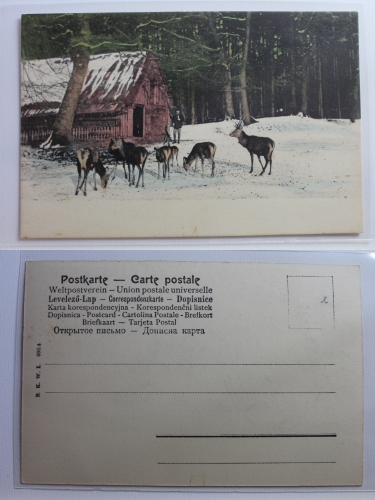 Postkarte — Carte postale
Weltpostverein — Union postale universelle
Levelező-Lap — Correspondenzkarte — Dopisnice
Karta korespondencyjna — Korespondenční listek
Dopisnica - Postcard - Cartolina Postale - Brefkort
Briefkaart — Tarjeta Postal
Открытое письмо — Дописна карта
B. K. W. I.